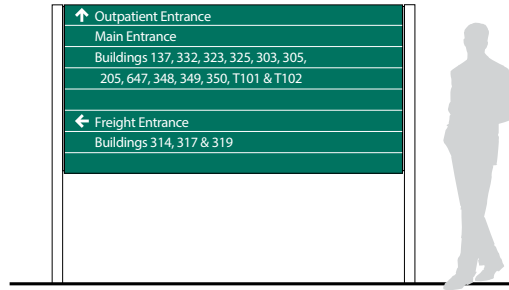 ↑ Outpatient Entrance
Main Entrance
Buildings 137, 332, 323, 325, 303, 305,
205, 647, 348, 349, 350, T101 & T102
← Freight Entrance
Buildings 314, 317 & 319